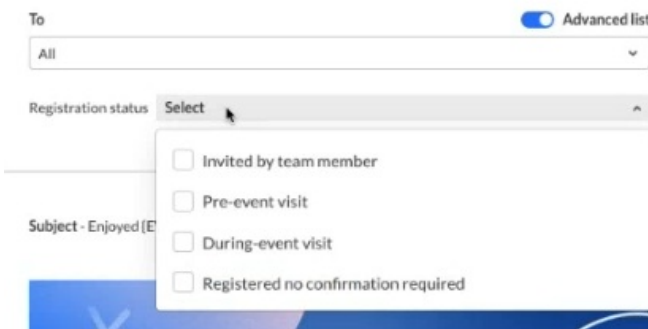 To
Advanced list
All
Registration status Select
Invited by team member
Pre-event visit
Subject - Enjoyed {E
During-event visit
Registered no confirmation required